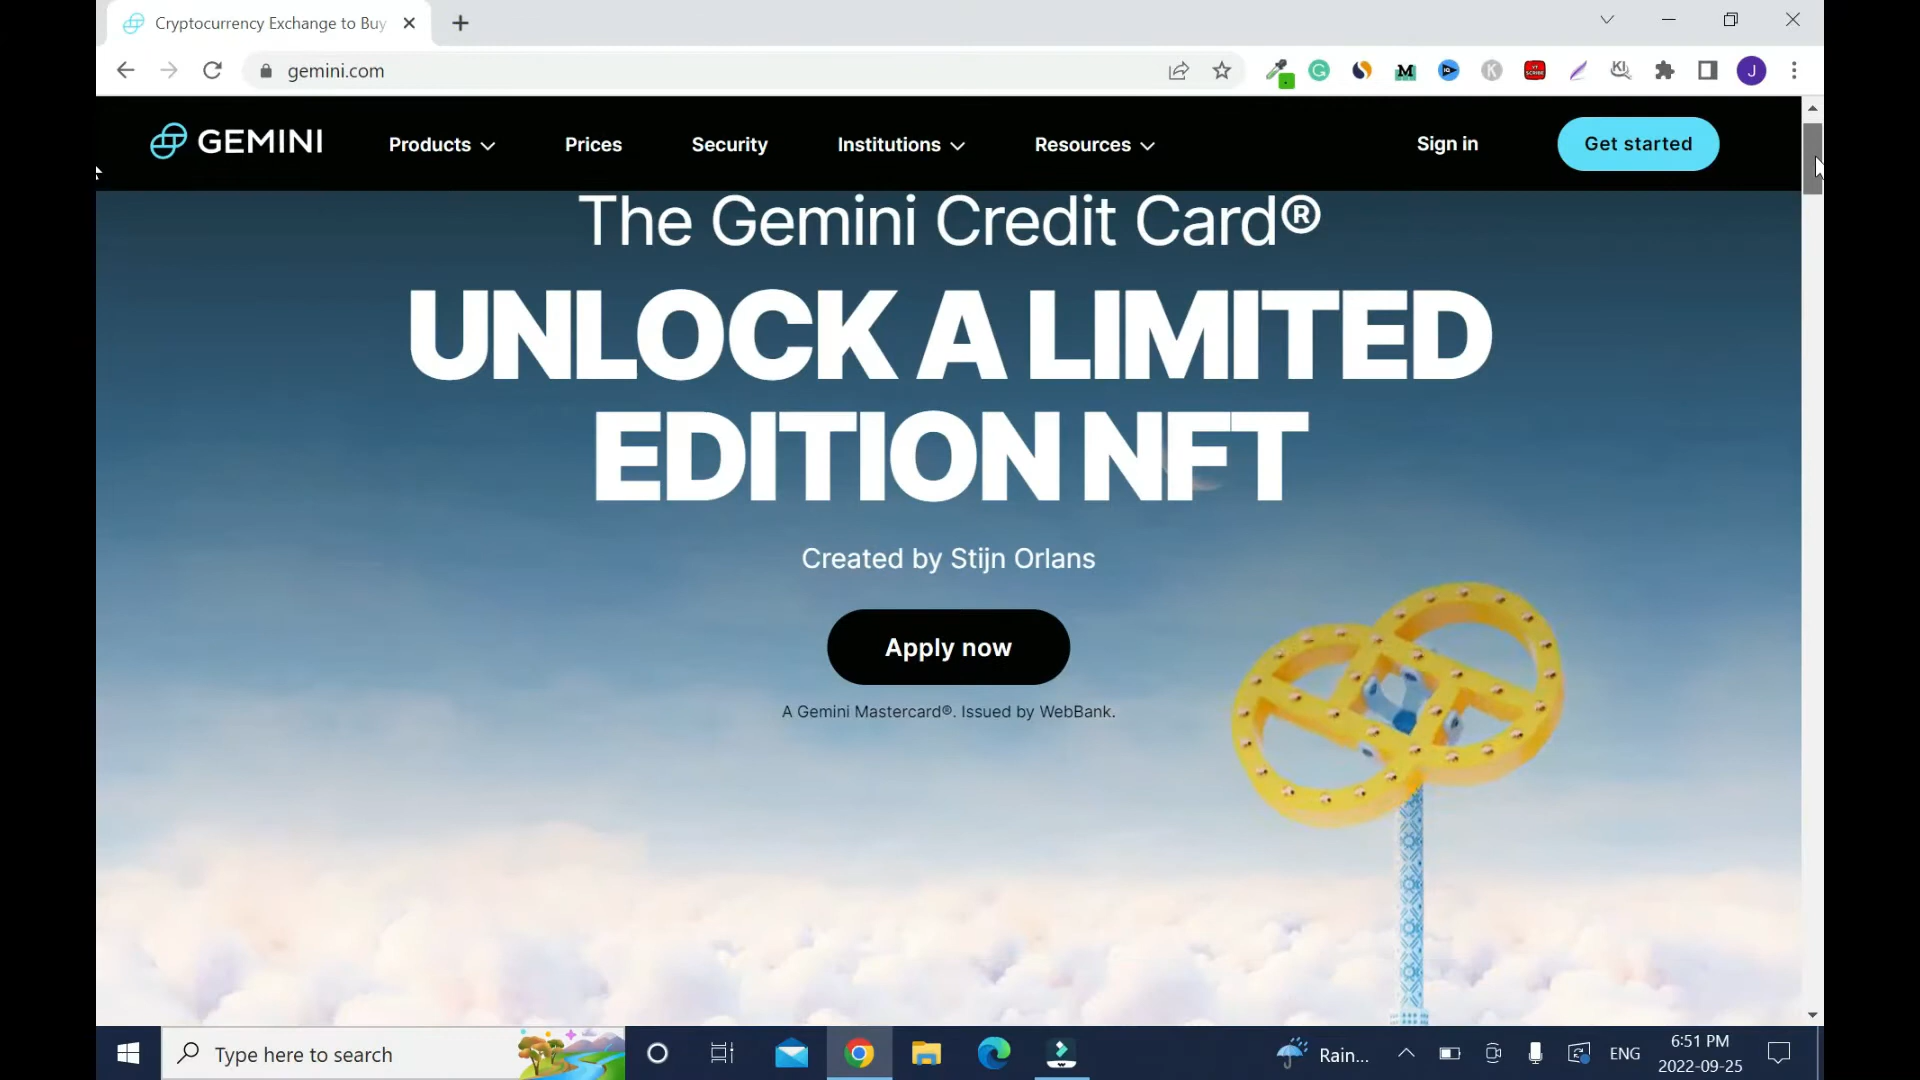 Cryptocurrency Exchange to Buy
gemini.com
GEMINI
Products
Prices
Security
Institutions
Resources
Sign in
Get started
The Gemini Credit Card®
UNLOCK A LIMITED
EDITION NFT
Created by Stijn Orlans
Apply now
A Gemini Mastercard®. Issued by WebBank.
Type here to search
Rain...
ENG
6:51 PM
2022-09-25